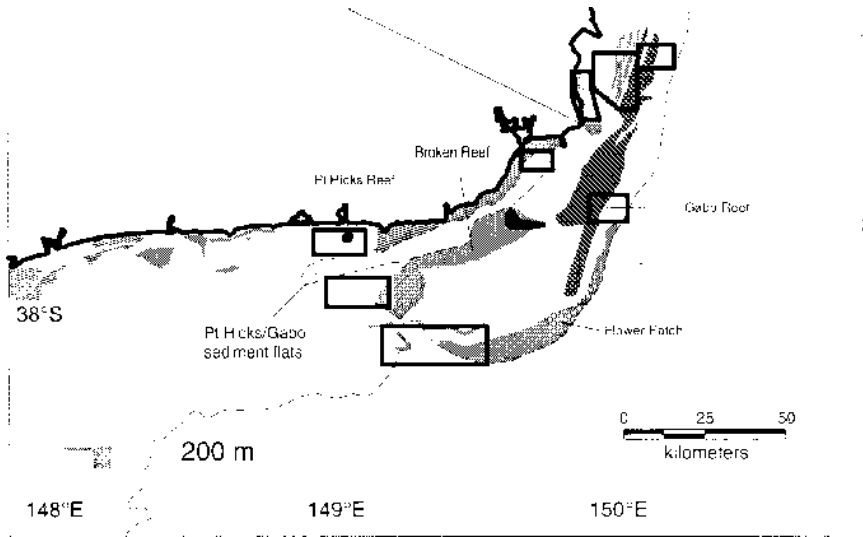 Broken Reef
Pt Hicks Reef
Gabo Reef
38°S
Pt Hicks/Gabo
sediment flats
Flower Patch
0 25 50
kilometers
200 m
148°E 149°E 150°E